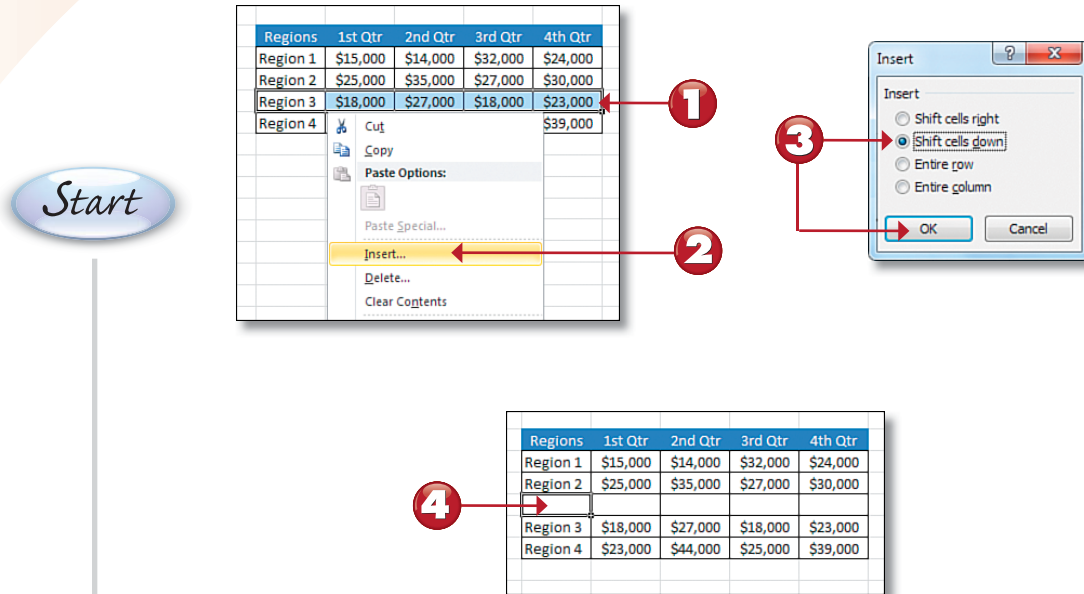 Regions 1st Qtr 2nd Qtr 3rd Qtr 4th Qtr
Region 1 $15,000 $14,000 $32,000 $24,000
Region 2 $25,000 $35,000 $27,000 $30,000
Region 3 $18,000 $27,000 $18,000 $23,000
Region 4 $39,000
Cut
Copy
Paste Options:
Paste Special...
Insert...
Delete...
Clear Contents
1
2
Insert
?
X
Insert
Shift cells right
Shift cells down
Entire row
Entire column
OK Cancel
3
Start
4
Regions 1st Qtr 2nd Qtr 3rd Qtr 4th Qtr
Region 1 $15,000 $14,000 $32,000 $24,000
Region 2 $25,000 $35,000 $27,000 $30,000
Region 3 $18,000 $27,000 $18,000 $23,000
Region 4 $23,000 $44,000 $25,000 $39,000